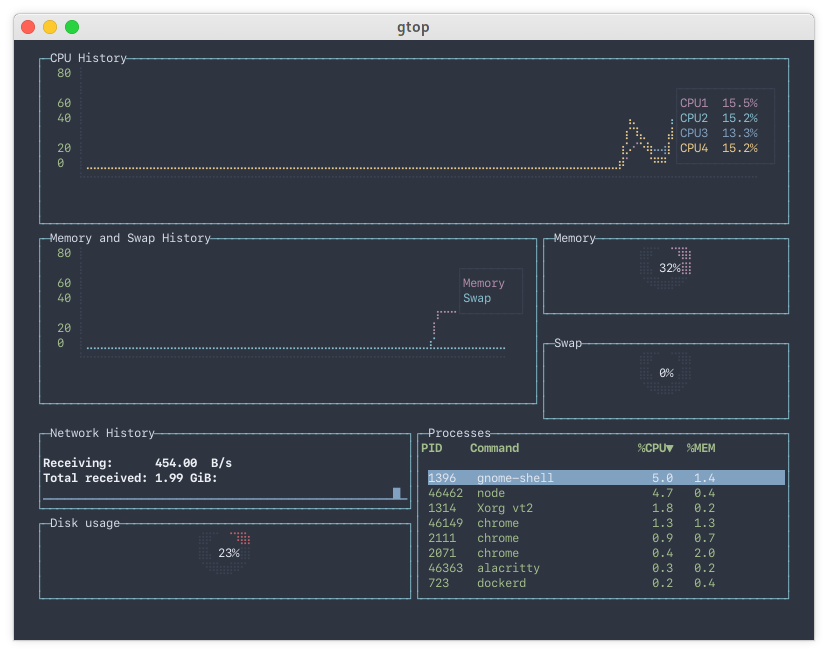 gtop
CPU History
80
60
40
20
0
CPU1 15.5%
CPU2 15.2%
CPU3 13.3%
CPU4 15.2%
Memory and Swap History
80
60
40
20
0
Memory
Swap
Memory
32%
Swap
0%
Network History
Receiving: 454.00 B/s
Total received: 1.99 GiB:
Disk usage
23%
Processes
PID Command %CPU▼ %MEM
1396 gnome-shell 5.0 1.4
46462 node 4.7 0.4
1314 Xorg vt2 1.8 0.2
46149 chrome 1.3 1.3
2111 chrome 0.9 0.7
2071 chrome 0.4 2.0
46363 alacritty 0.3 0.2
723 dockerd 0.2 0.4